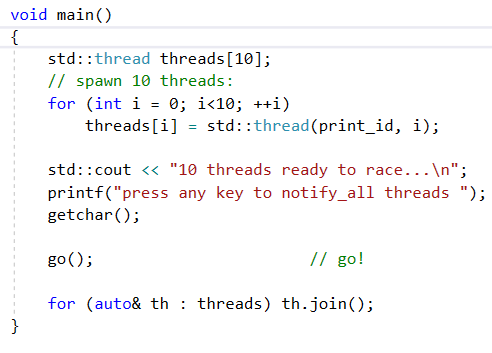 void main()
{
    std::thread threads[10];
    // spawn 10 threads:
    for (int i = 0; i<10; ++i)
        threads[i] = std::thread(print_id, i);

    std::cout << "10 threads ready to race...\n";
    printf("press any key to notify_all threads ");
    getchar();

    go();                       // go!

    for (auto& th : threads) th.join();
}